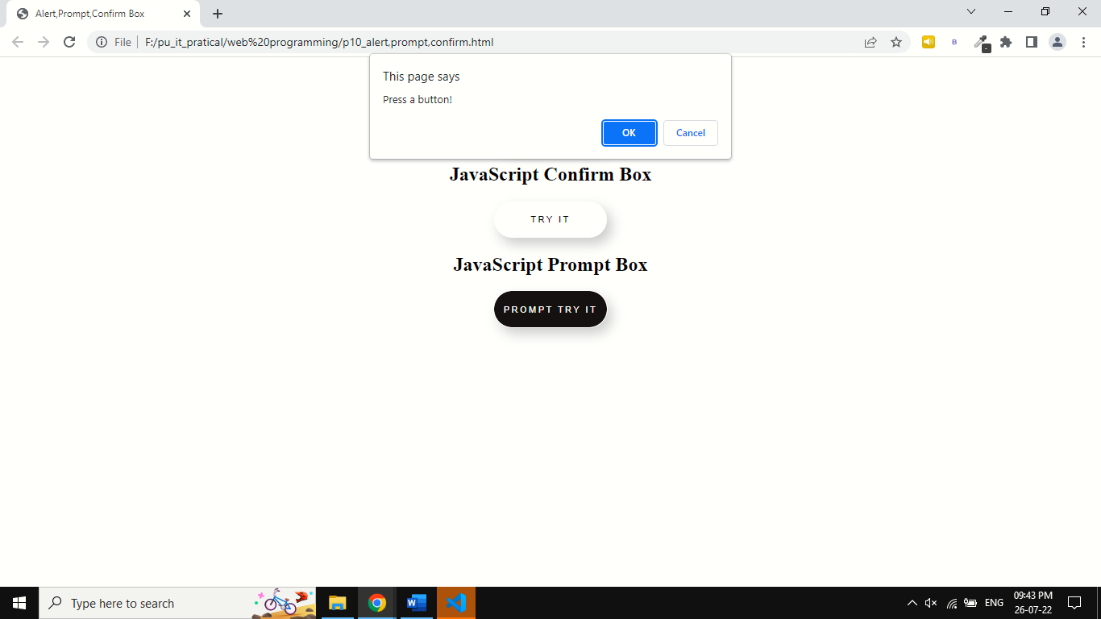 Alert,Prompt,Confirm Box
File F:/pu_it_pratical/web%20programming/p10_alert,prompt,confirm.html
This page says
Press a button!
OK Cancel
JavaScript Confirm Box
TRY IT
JavaScript Prompt Box
PROMPT TRY IT
Type here to search
ENG
09:43 PM
26-07-22